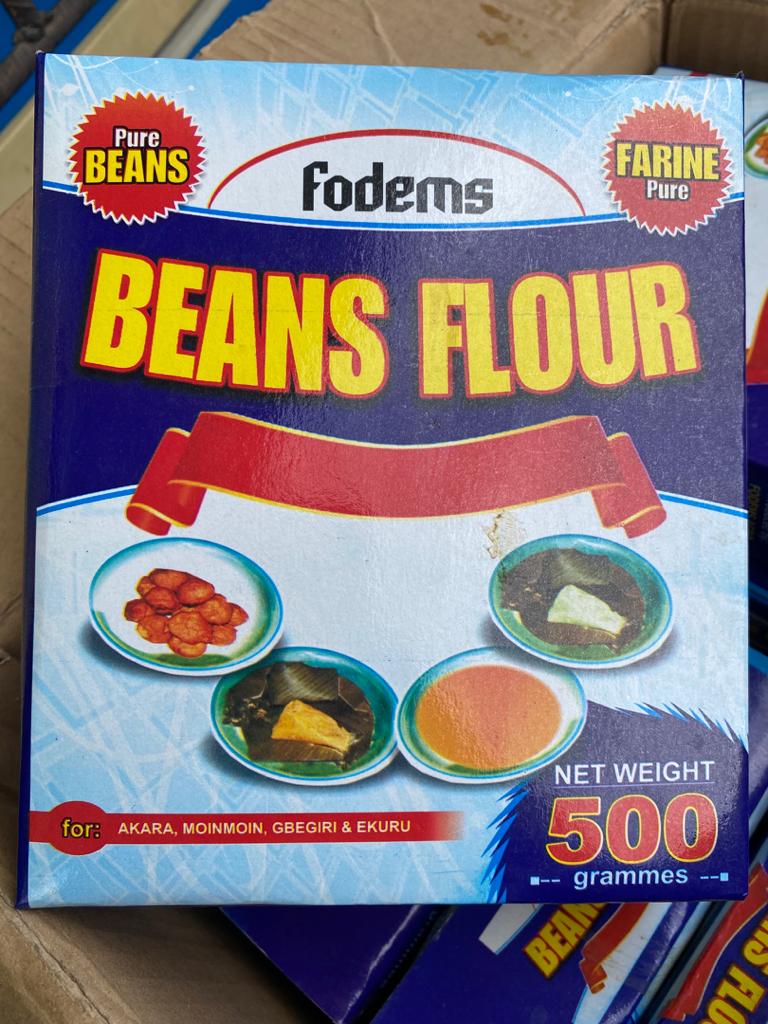 Pure
BEANS
fodems
FARINE
Pure
BEANS FLOUR
for: AKARA, MOINMOIN, GBEGIRI & EKURU
NET WEIGHT
500
grammes